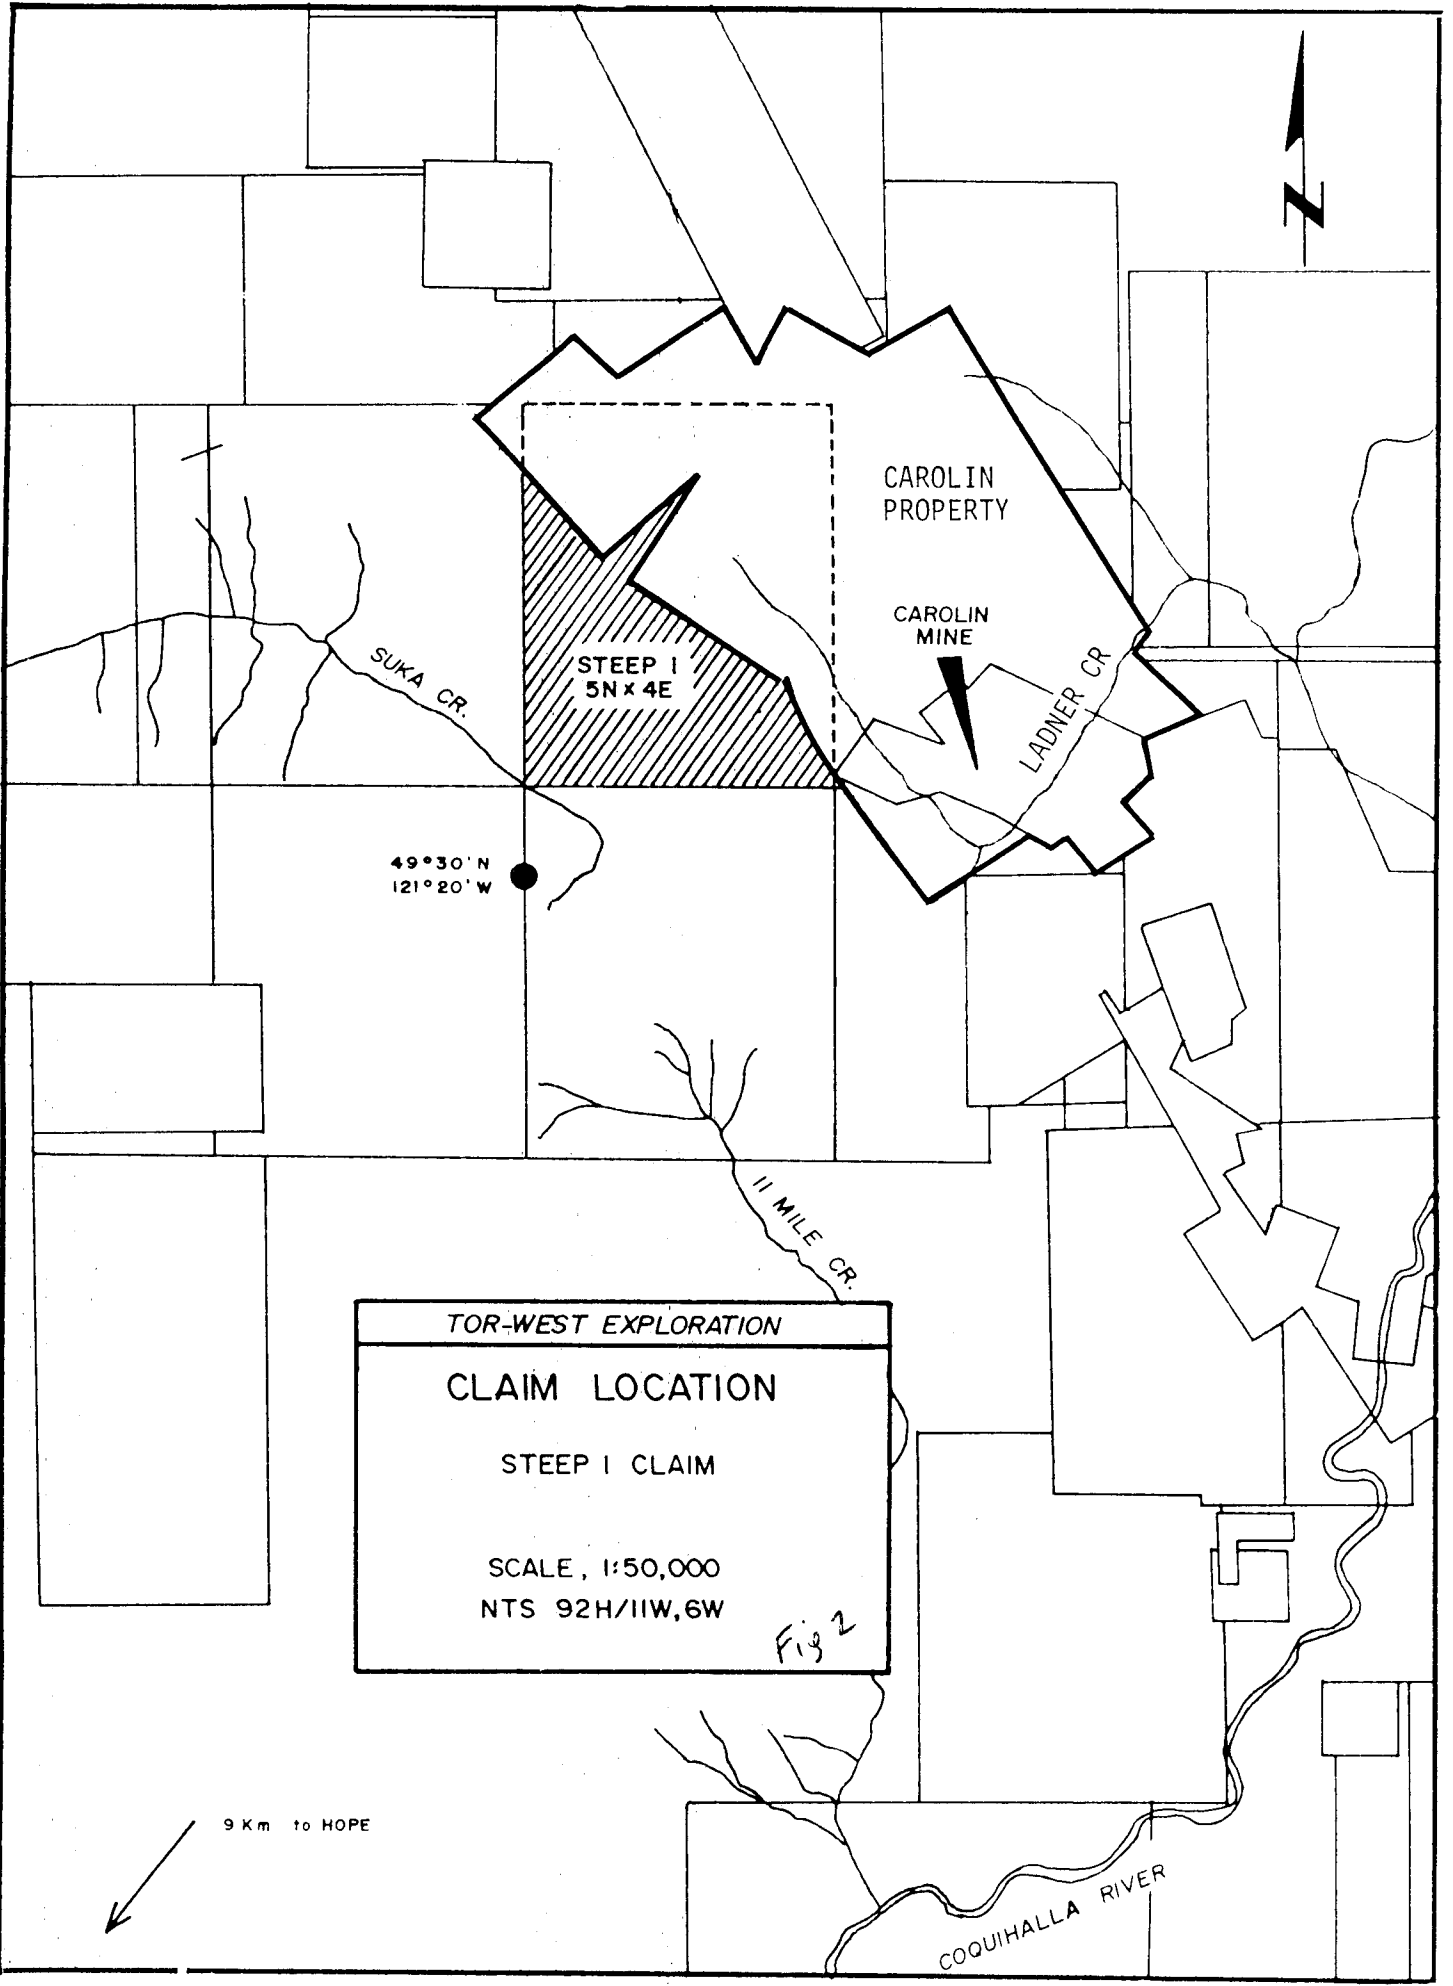 N
CAROLIN
PROPERTY
CAROLIN
MINE
LADNER CR
SUKA CR.
STEEP 1
5N x 4E
49°30'N
121°20'W
11 MILE CR.
TOR-WEST EXPLORATION
CLAIM LOCATION
STEEP 1 CLAIM
SCALE, 1:50,000
NTS 92H/11W,6W
Fig 2
9 Km to HOPE
COQUIHALLA RIVER